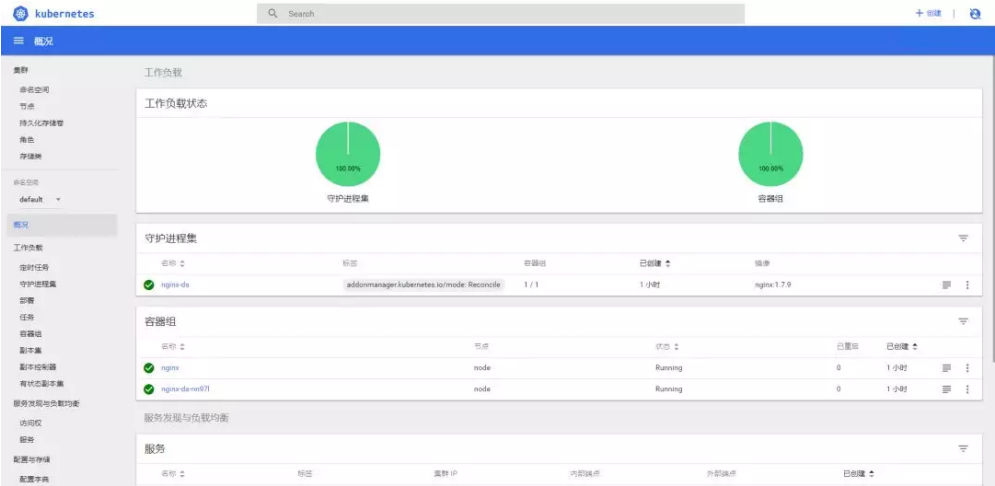 kubernetes
Search
+ 创建
概况
集群
命名空间
节点
持久化存储卷
角色
存储类
命名空间
default
概况
工作负载
定时任务
守护进程集
部署
任务
容器组
副本集
副本控制器
有状态副本集
服务发现与负载均衡
访问权
服务
配置与存储
配置字典
工作负载
工作负载状态
100.00%
100.00%
守护进程集
容器组
守护进程集
名称 标签 容器组 已创建 镜像
nginx-ds addonmanager.kubernetes.io/mode: Reconcile 1 / 1 1 小时 nginx:1.7.9
容器组
名称 节点 状态 已重启 已创建
nginx node Running 0 1 小时
nginx-ds-nn97l node Running 0 1 小时
服务发现与负载均衡
服务
名称 标签 集群 IP 内部端点 外部端点 已创建